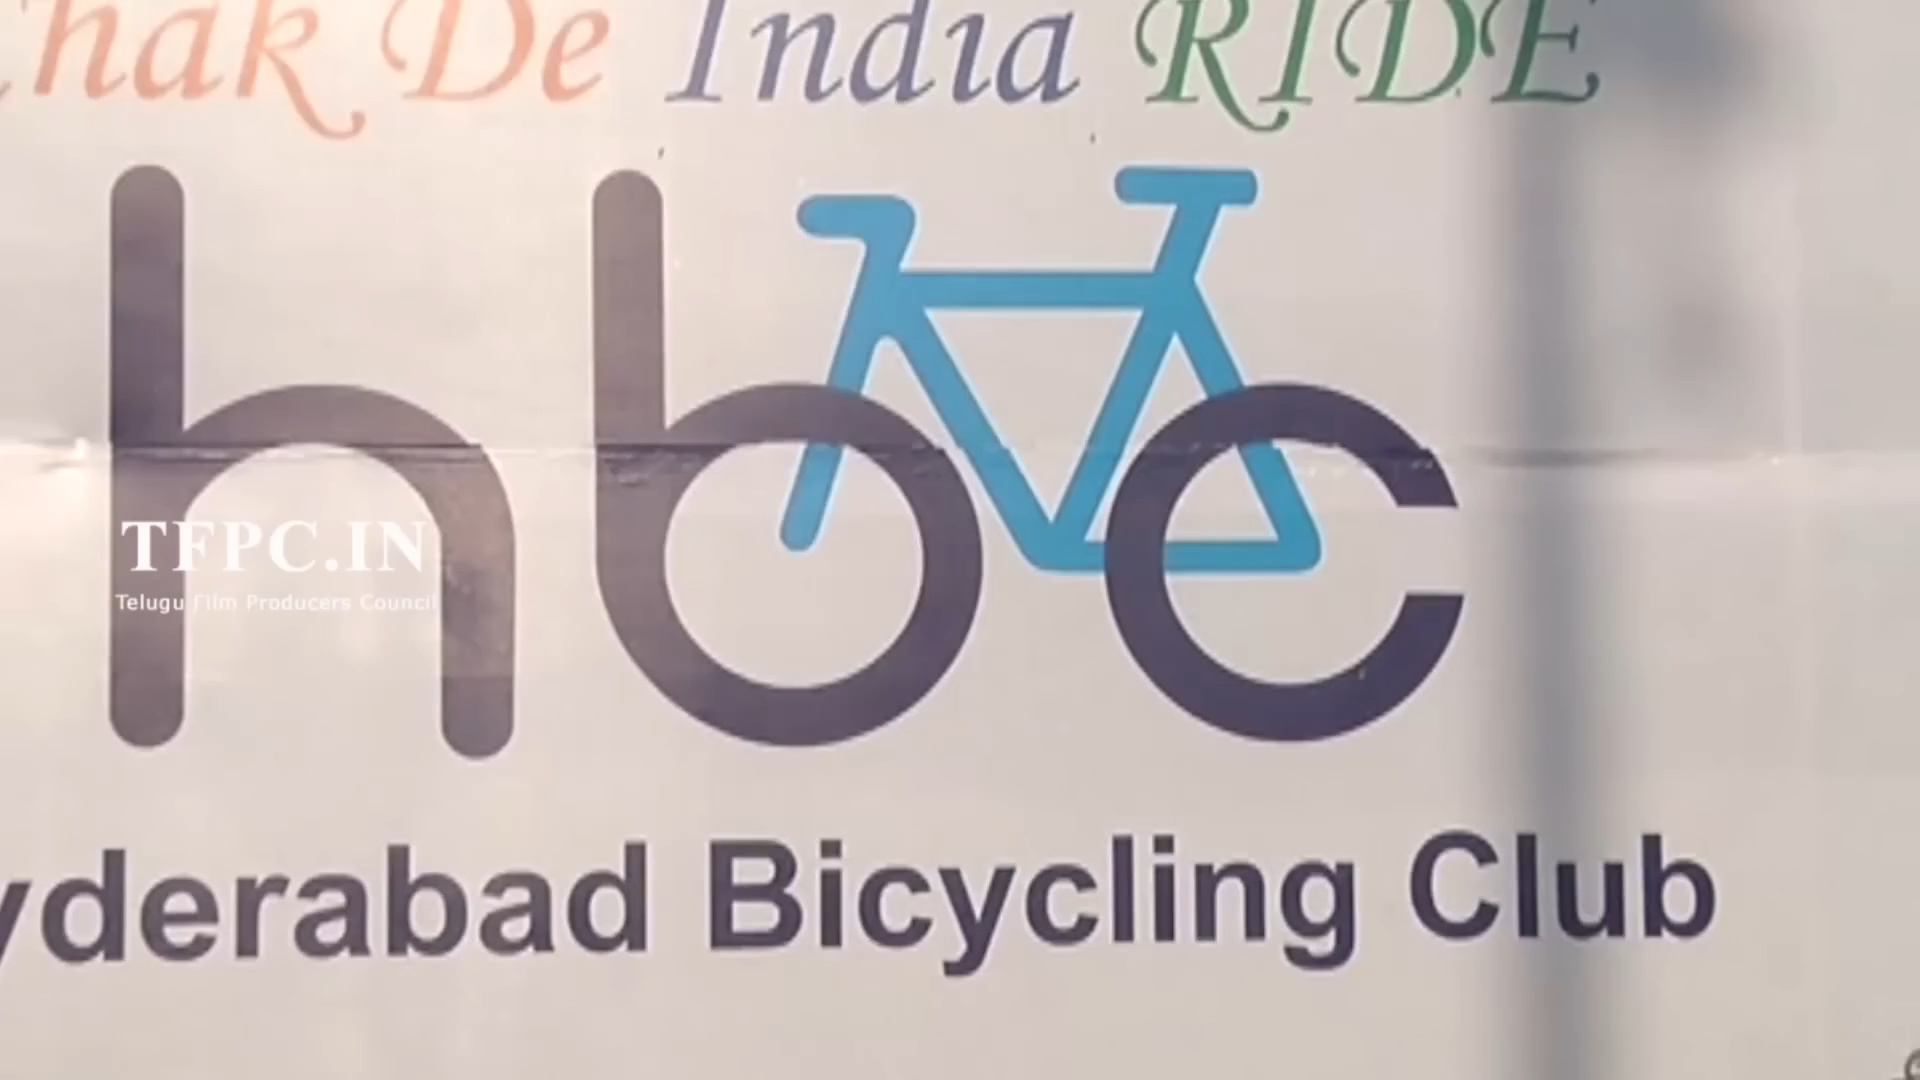 hak De India RIDE
hbc
TFPC.IN
Telugu Film Producers Council
yderabad Bicycling Club